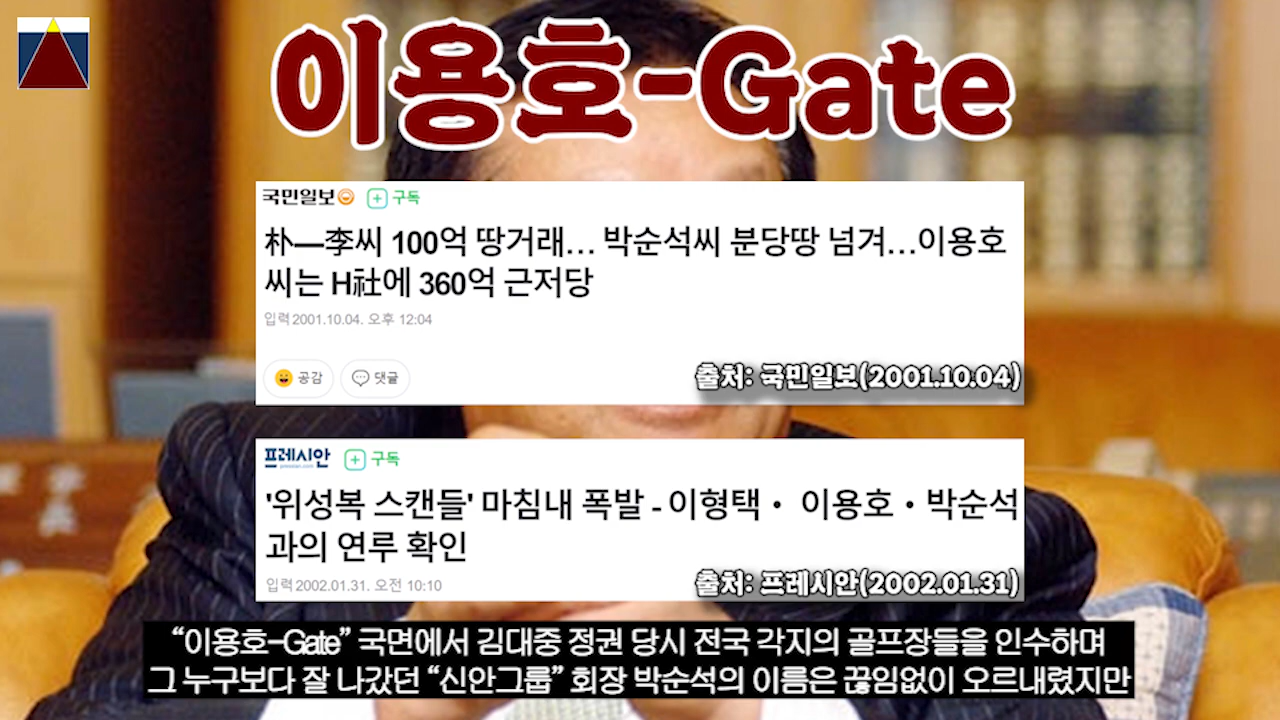 이용호-Gate
국민일보 구독
朴—李씨 100억 땅거래… 박순석씨 분당땅 넘겨…이용호
씨는 H社에 360억 근저당
입력 2001.10.04. 오후 12:04
공감 댓글
출처: 국민일보(2001.10.04)
프레시안 구독
'위성복 스캔들' 마침내 폭발 - 이형택・ 이용호・박순석
과의 연루 확인
입력 2002.01.31. 오전 10:10
출처: 프레시안(2002.01.31)
“이용호-Gate” 국면에서 김대중 정권 당시 전국 각지의 골프장들을 인수하며
그 누구보다 잘 나갔던 “신안그룹” 회장 박순석의 이름은 끊임없이 오르내렸지만